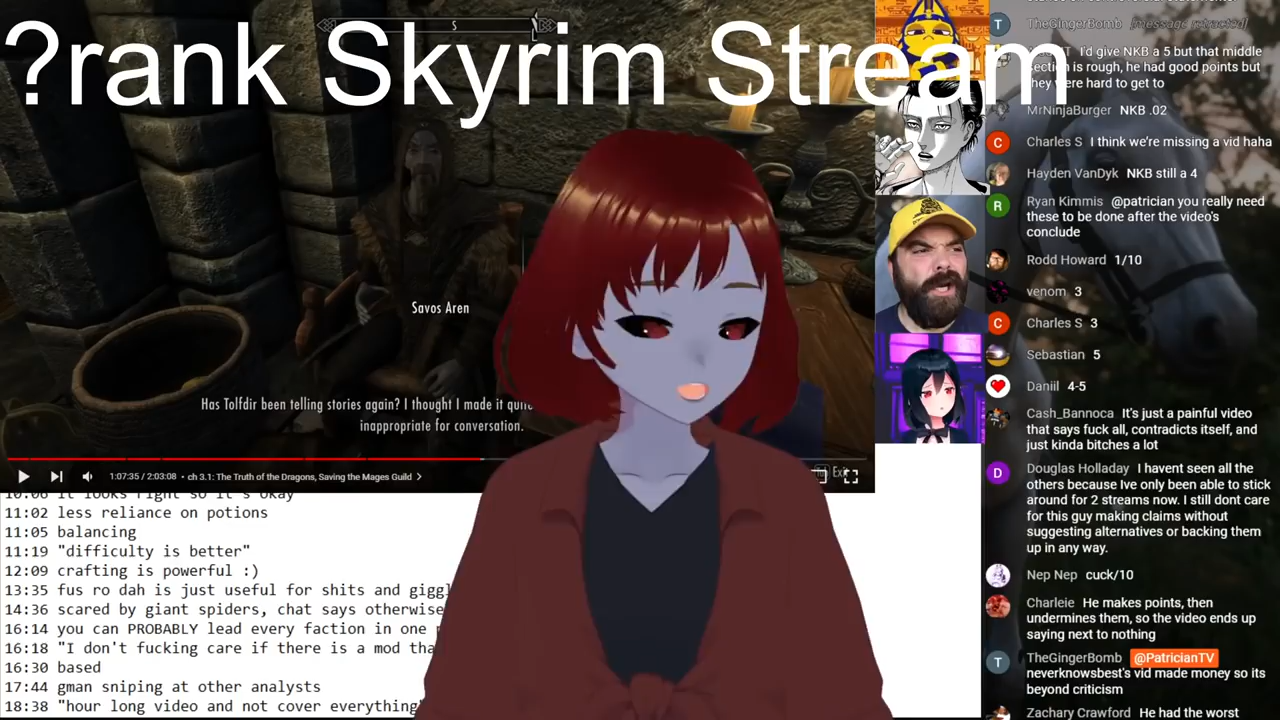 ?rank Skyrim Stream
S
Savos Aren
Has Tolfdir been telling stories again? I thought I made it quite
inappropriate for conversation.
1:07:35 / 2:03:08 • ch 3.1: The Truth of the Dragons, Saving the Mages Guild
10:06 it looks right so it's okay
11:02 less reliance on potions
11:05 balancing
11:19 "difficulty is better"
12:09 crafting is powerful :)
13:35 fus ro dah is just useful for shits and
14:36 scared by giant spiders, chat says otherwise
16:14 you can PROBABLY lead every faction in one
16:18 "I don't fucking care if there is a mod
16:30 based
17:44 gman sniping at other analysts
18:38 "hour long video and not cover everything
TheGingerBomb [message retracted]
I'd give NKB a 5 but that middle
section is rough, he had good points but
they were hard to get to
MrNinjaBurger NKB .02
Charles S I think we're missing a vid haha
Hayden VanDyk NKB still a 4
Ryan Kimmis @patrician you really need
these to be done after the video's
conclude
Rodd Howard 1/10
venom 3
Charles S 3
Sebastian 5
Daniil 4-5
Cash_Bannoca It's just a painful video
that says fuck all, contradicts itself, and
just kinda bitches a lot
Douglas Holladay I havent seen all the
others because Ive only been able to stick
around for 2 streams now. I still dont care
for this guy making claims without
suggesting alternatives or backing them
up in any way.
Nep Nep cuck/10
Charleie He makes points, then
undermines them, so the video ends up
saying next to nothing
TheGingerBomb @PatricianTV
neverknowsbest's vid made money so its
beyond criticism
Zachary Crawford He had the worst